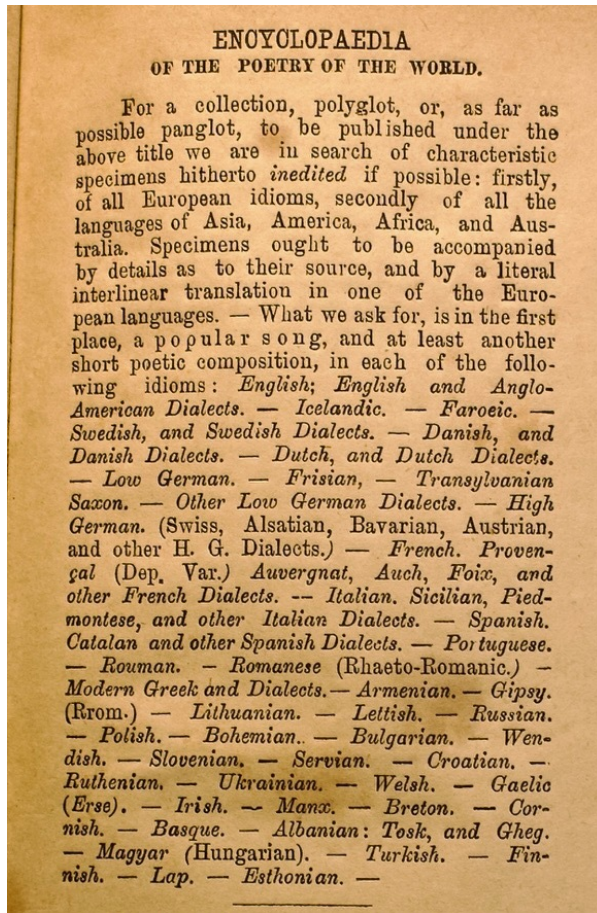 ENCYCLOPAEDIA
OF THE POETRY OF THE WORLD.
For a collection, polyglot, or, as far as
possible panglot, to be published under the
above title we are in search of characteristic
specimens hitherto inedited if possible: firstly,
of all European idioms, secondly of all the
languages of Asia, America, Africa, and Aus-
tralia. Specimens ought to be accompanied
by details as to their source, and by a literal
interlinear translation in one of the Euro-
pean languages. — What we ask for, is in the first
place, a popular song, and at least another
short poetic composition, in each of the follo-
wing idioms: English; English and Anglo-
American Dialects. — Icelandic. — Faroeic. —
Swedish, and Swedish Dialects. — Danish, and
Danish Dialects. — Dutch, and Dutch Dialects.
— Low German. — Frisian, — Transylvanian
Saxon. — Other Low German Dialects. — High
German. (Swiss, Alsatian, Bavarian, Austrian,
and other H. G. Dialects.) — French. Proven-
çal (Dep. Var.) Auvergnat, Auch, Foix, and
other French Dialects. -- Italian. Sicilian, Pied-
montese, and other Italian Dialects. — Spanish.
Catalan and other Spanish Dialects. — Portuguese.
— Rouman. — Romanese (Rhaeto-Romanic.) —
Modern Greek and Dialects. — Armenian. — Gipsy.
(Rrom.) — Lithuanian. — Lettish. — Russian.
— Polish. — Bohemian.. — Bulgarian. — Wen-
dish. — Slovenian. — Servian. — Croatian. —
Ruthenian. — Ukrainian. — Welsh. — Gaelic
(Erse). — Irish. — Manx. — Breton. — Cor-
nish. — Basque. — Albanian: Tosk, and Gheg.
— Magyar (Hungarian). — Turkish. — Fin-
nish. — Lap. — Esthonian. —